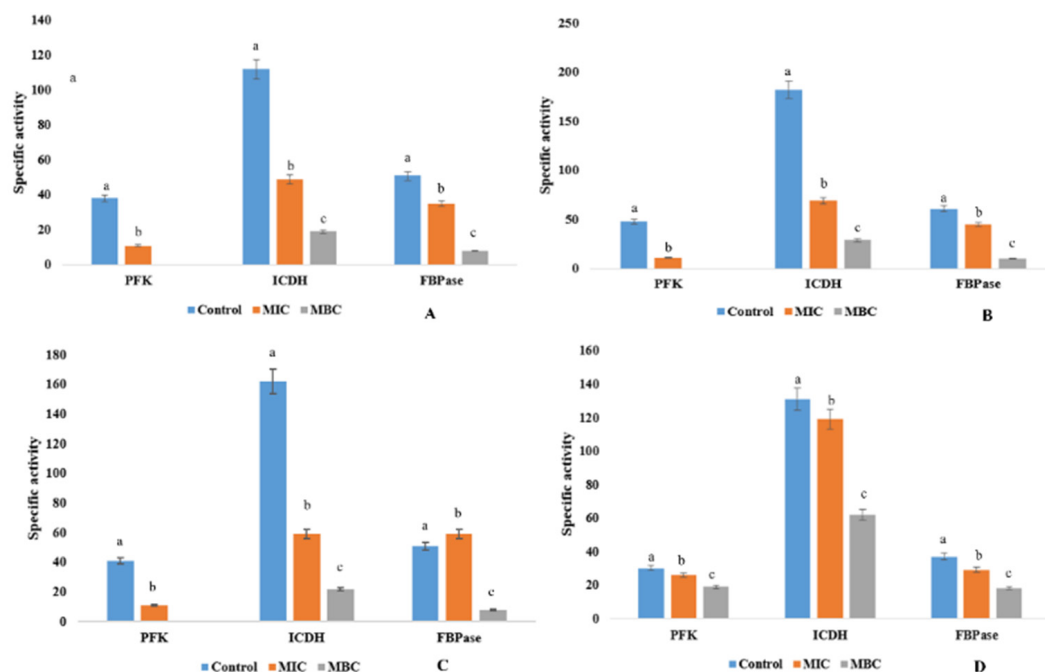 140
120
100
80
60
40
20
0
Specific activity
a
a
b
a
b
c
a
b
c
PFK ICDH FBPase
Control MIC MBC
A
250
200
150
100
50
0
Specific activity
a
b
a
b
c
a
b
c
PFK ICDH FBPase
Control MIC MBC
B
180
160
140
120
100
80
60
40
20
0
Specific activity
a
b
a
b
c
a
b
c
PFK ICDH FBPase
Control MIC MBC
C
160
140
120
100
80
60
40
20
0
Specific activity
a
b
c
a
b
c
a
b
c
PFK ICDH FBPase
Control MIC MBC
D